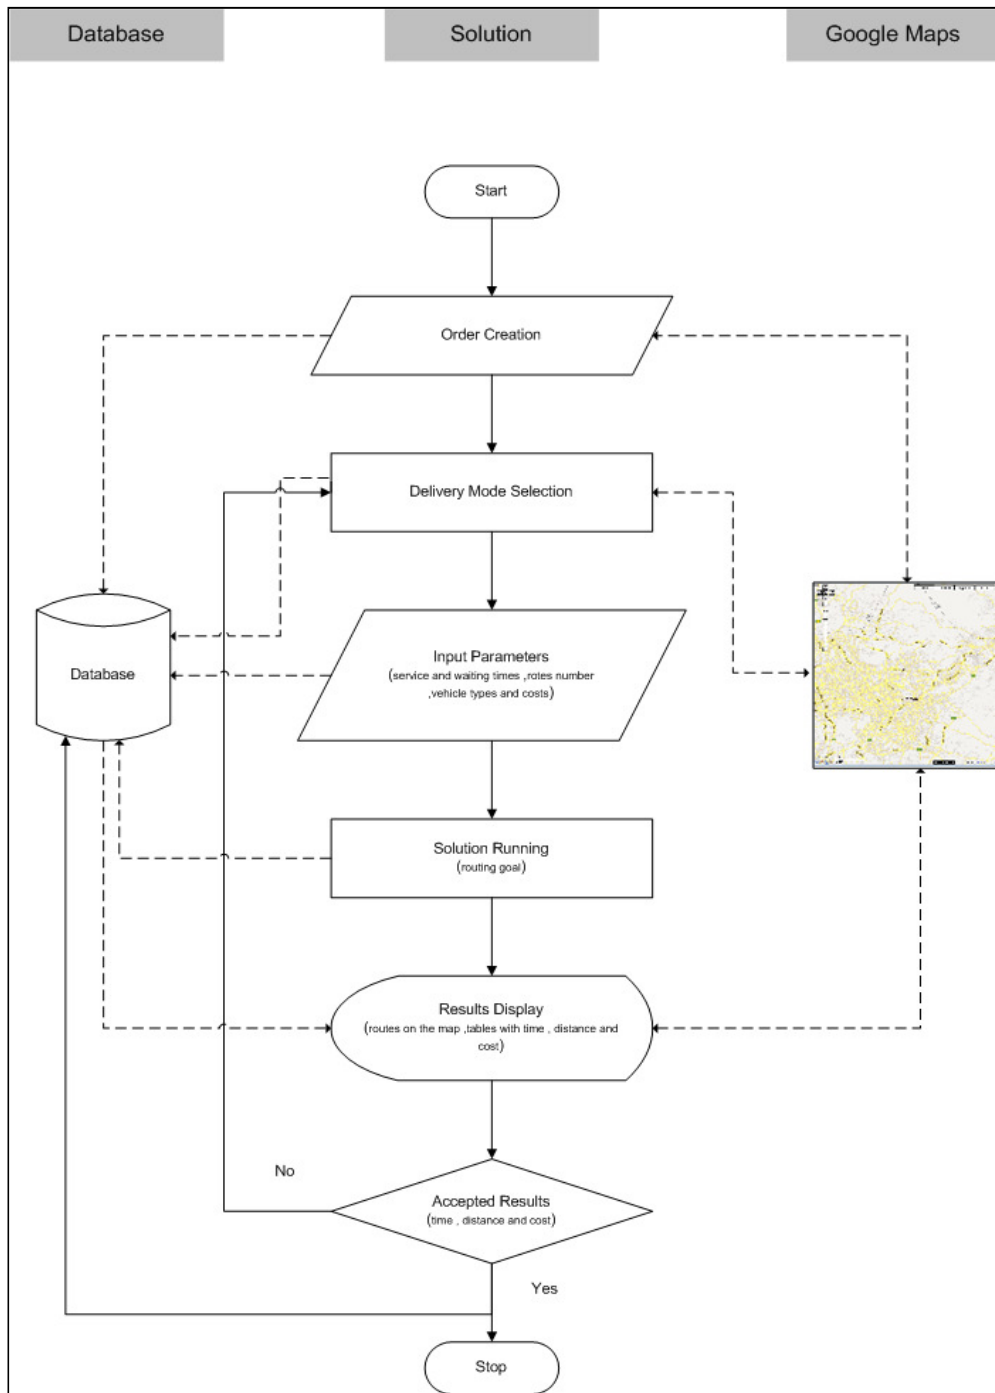 Database
Solution
Google Maps
Start
Order Creation
Delivery Mode Selection
Database
Input Parameters
(service and waiting times ,rotes number
,vehicle types and costs)
Solution Running
(routing goal)
Results Display
(routes on the map ,tables with time , distance and
cost)
No
Accepted Results
(time , distance and cost)
Yes
Stop